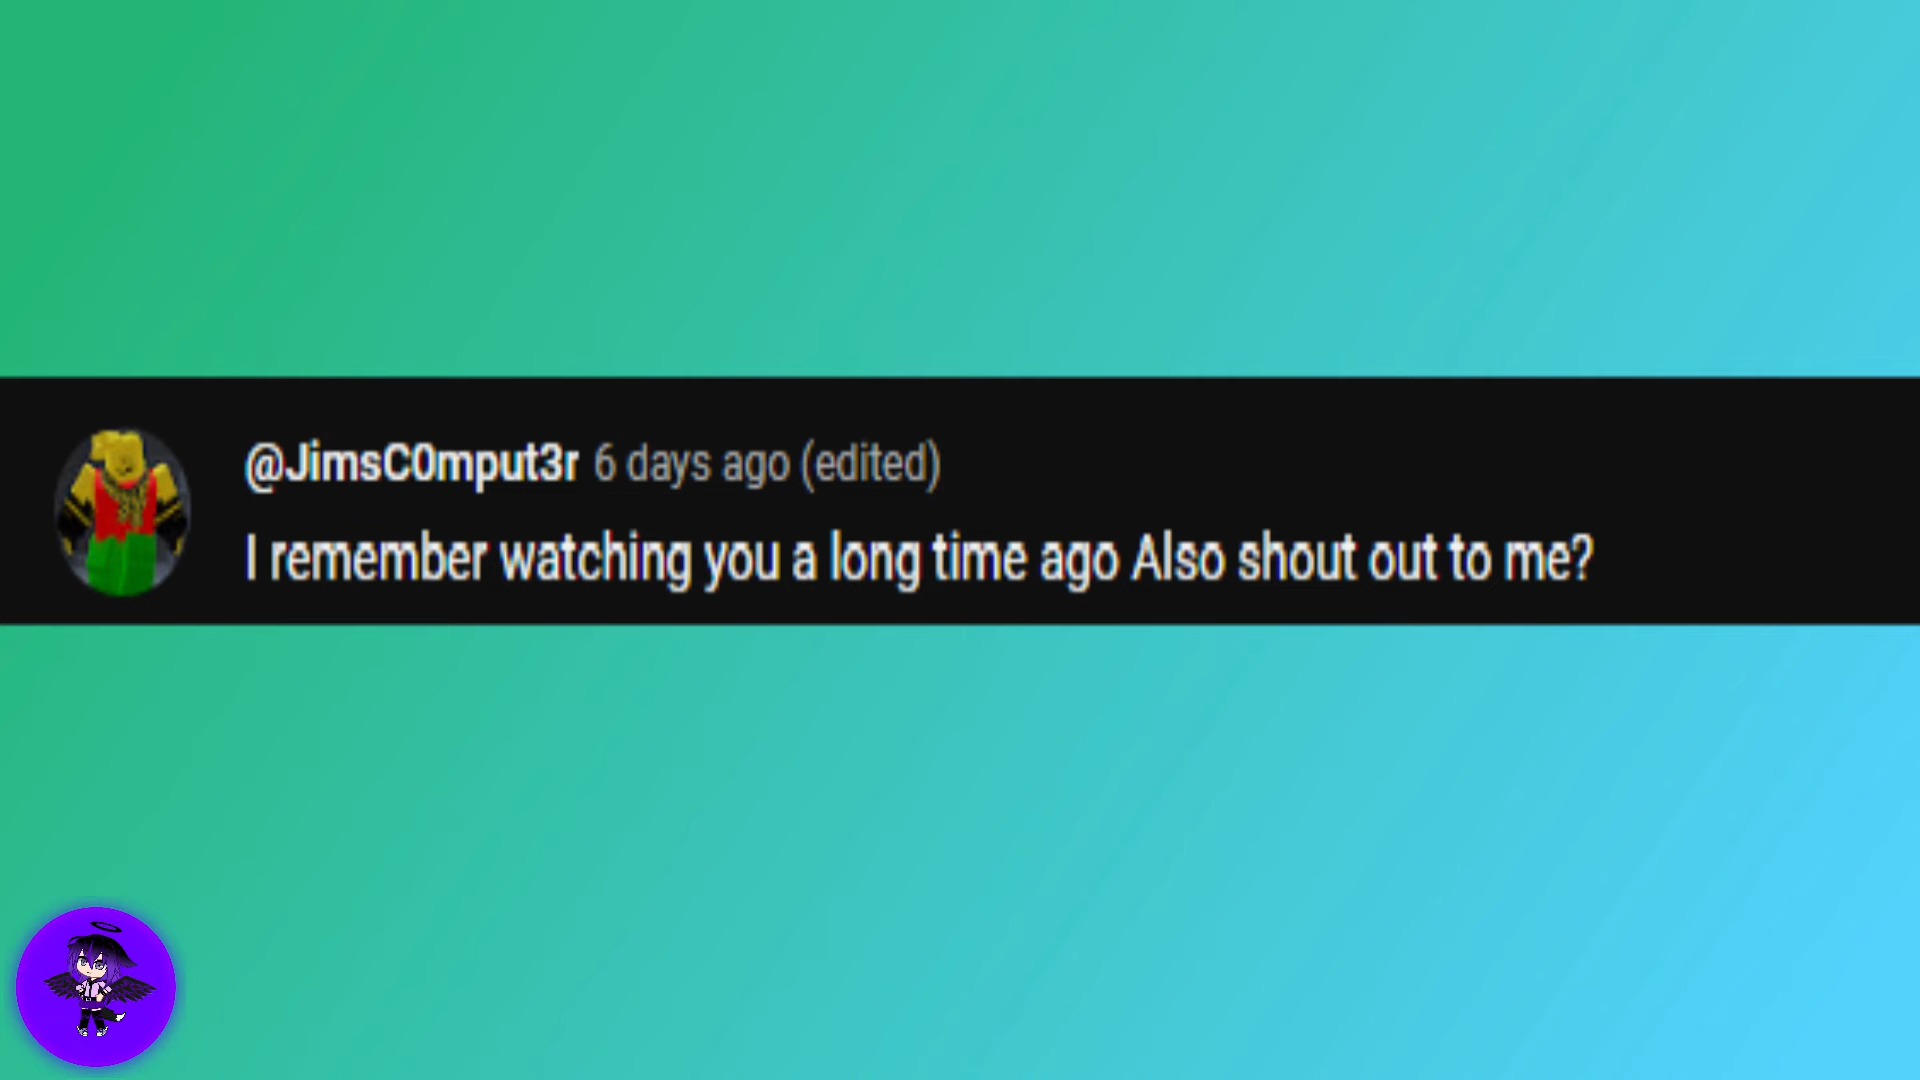 @JimsC0mput3r 6 days ago (edited)
I remember watching you a long time ago Also shout out to me?